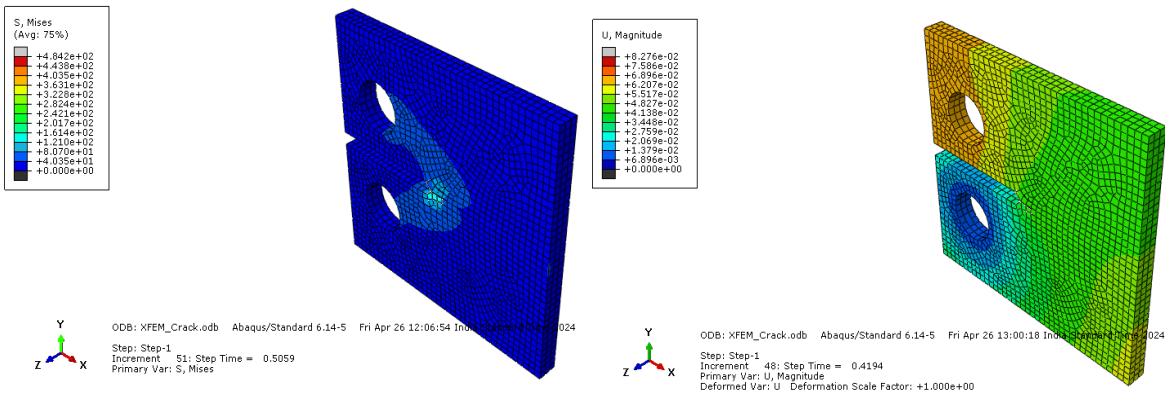 S, Mises
(Avg: 75%)
+4.842e+02
+4.438e+02
+4.035e+02
+3.631e+02
+3.228e+02
+2.824e+02
+2.421e+02
+2.017e+02
+1.614e+02
+1.210e+02
+8.070e+01
+4.035e+01
+0.000e+00
Y
Z
X
ODB: XFEM_Crack.odb Abaqus/Standard 6.14-5 Fri Apr 26 12:06:54 2024
Step: Step-1
Increment 51: Step Time = 0.5059
Primary Var: S, Mises
U, Magnitude
+8.276e-02
+7.586e-02
+6.896e-02
+6.207e-02
+5.517e-02
+4.827e-02
+4.138e-02
+3.448e-02
+2.759e-02
+2.069e-02
+1.379e-02
+6.896e-03
+0.000e+00
Y
Z
X
ODB: XFEM_Crack.odb Abaqus/Standard 6.14-5 Fri Apr 26 13:00:18 India Standard Time 2024
Step: Step-1
Increment 48: Step Time = 0.4194
Primary Var: U, Magnitude
Deformed Var: U Deformation Scale Factor: +1.000e+00